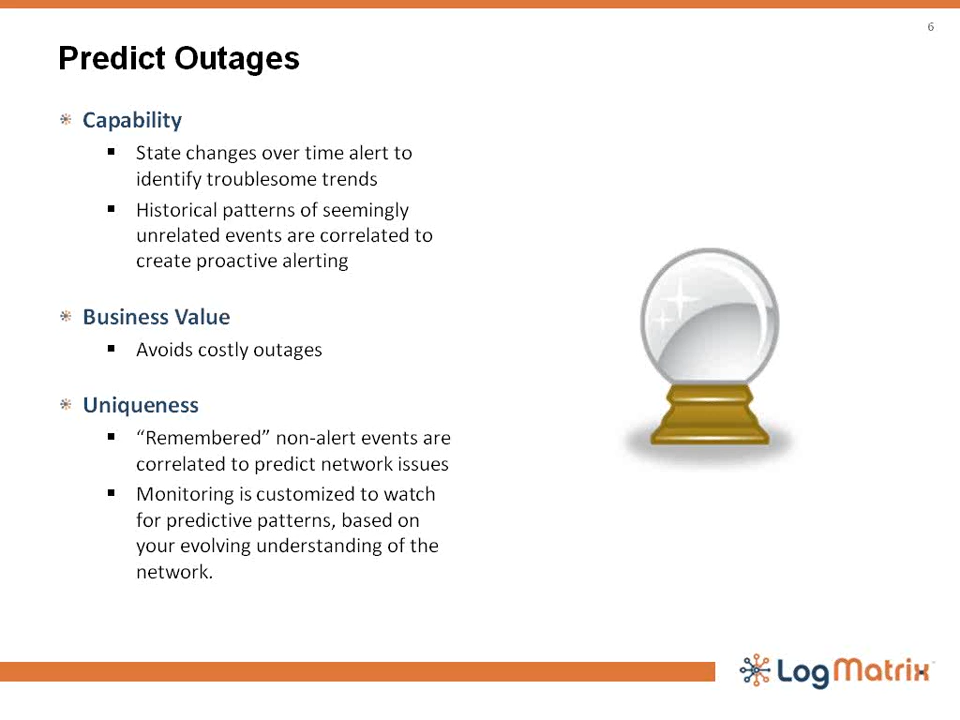 6
Predict Outages
Capability
State changes over time alert to
identify troublesome trends
Historical patterns of seemingly
unrelated events are correlated to
create proactive alerting
Business Value
Avoids costly outages
Uniqueness
“Remembered” non-alert events are
correlated to predict network issues
Monitoring is customized to watch
for predictive patterns, based on
your evolving understanding of the
network.
LogMatrix